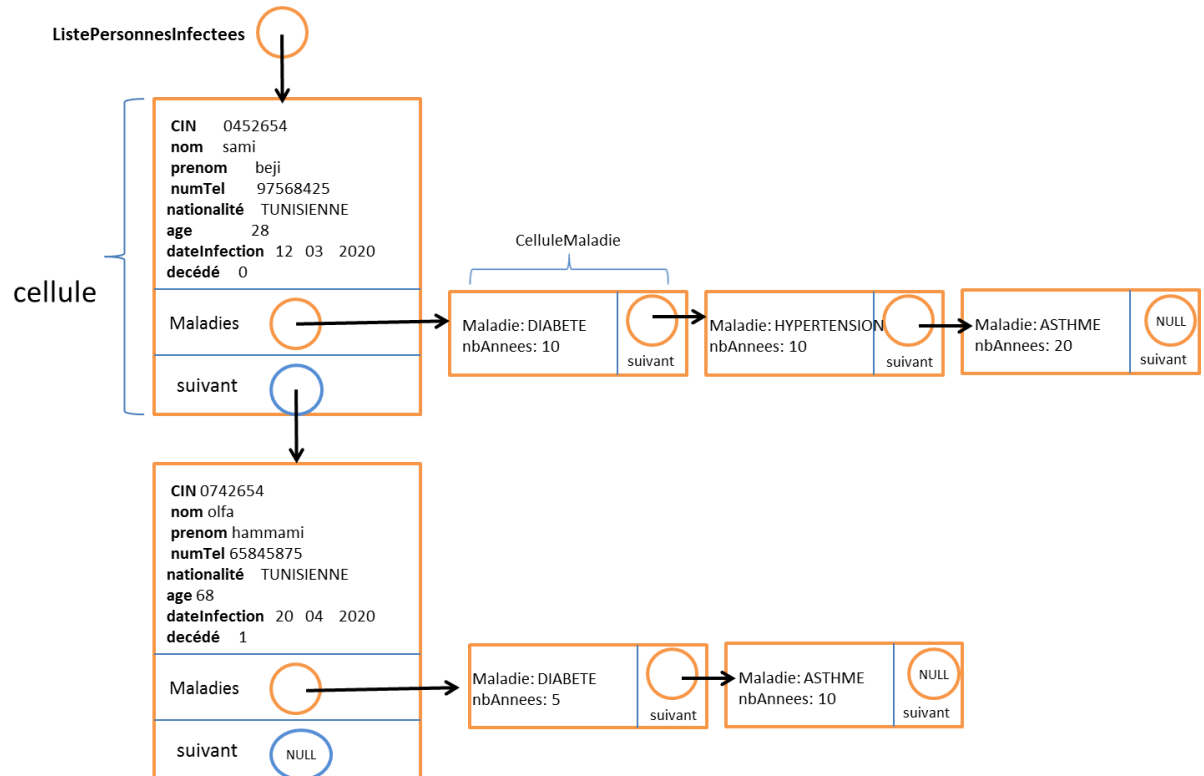 ListePersonnesInfectees
cellule
CIN 0452654
nom sami
prenom beji
numTel 97568425
nationalité TUNISIENNE
age 28
dateInfection 12 03 2020
decédé 0
Maladies
suivant
CelluleMaladie
Maladie: DIABETE
nbAnnees: 10
suivant
Maladie: HYPERTENSION
nbAnnees: 10
suivant
Maladie: ASTHME
nbAnnees: 20
NULL
suivant
CIN 0742654
nom olfa
prenom hammami
numTel 65845875
nationalité TUNISIENNE
age 68
dateInfection 20 04 2020
decédé 1
Maladies
suivant
NULL
Maladie: DIABETE
nbAnnees: 5
suivant
Maladie: ASTHME
nbAnnees: 10
NULL
suivant